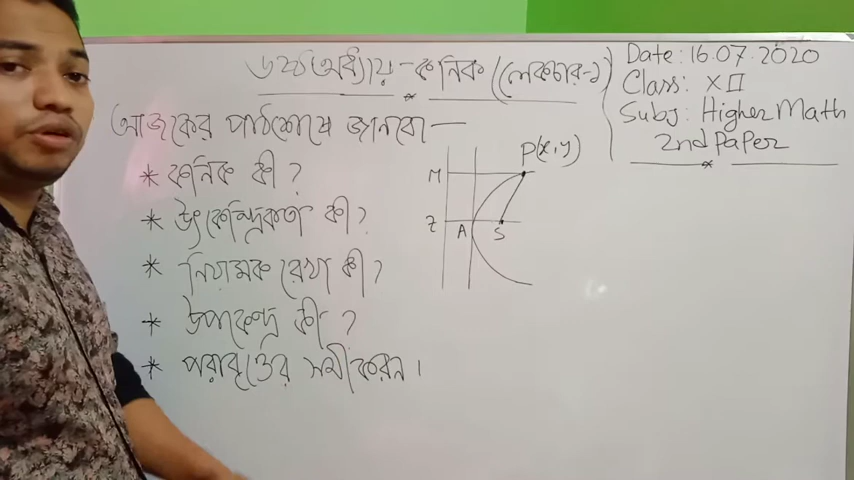 ষষ্ঠ অধ্যায় - কনিক (লেকচার-১)
Date: 16.07.2020
Class: XII
Subj: Higher Math
2nd Paper
আজকের পাঠশেষে জানবো —
* কনিক কী?
* উৎকেন্দ্রিকতা কী?
* নিয়ামক রেখা কী?
* উপকেন্দ্র কী?
* পরাবৃত্তের সমীকরন।
P(x,y)
M
Z
A
S